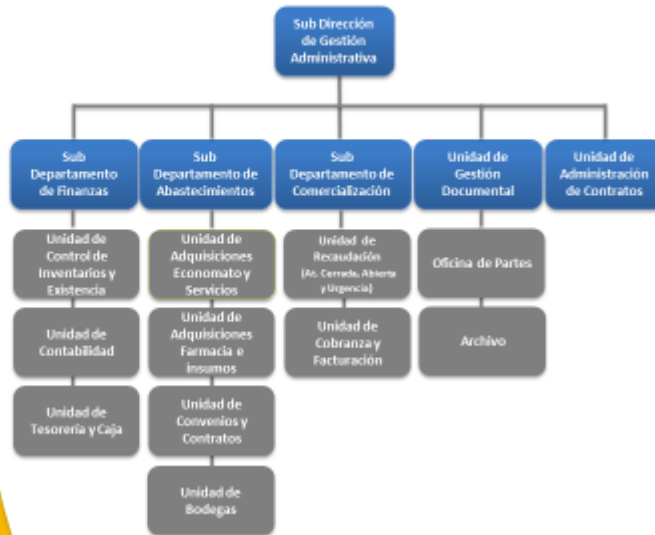 Sub Dirección
de Gestión
Administrativa
Sub
Departamento
de Finanzas
Sub
Departamento de
Abastecimientos
Sub
Departamento de
Comercialización
Unidad de
Gestión
Documental
Unidad de
Administración
de Contratos
Unidad de
Control de
Inventarios y
Existencia
Unidad de
Adquisiciones
Economato y
Servicios
Unidad de
Recaudación
(At. Cerrada, Abierta
y Urgencia)
Oficina de Partes
Unidad de
Contabilidad
Unidad de
Adquisiciones
Farmacia e
insumos
Unidad de
Cobranza y
Facturación
Archivo
Unidad de
Tesorería y Caja
Unidad de
Convenios y
Contratos
Unidad de
Bodegas